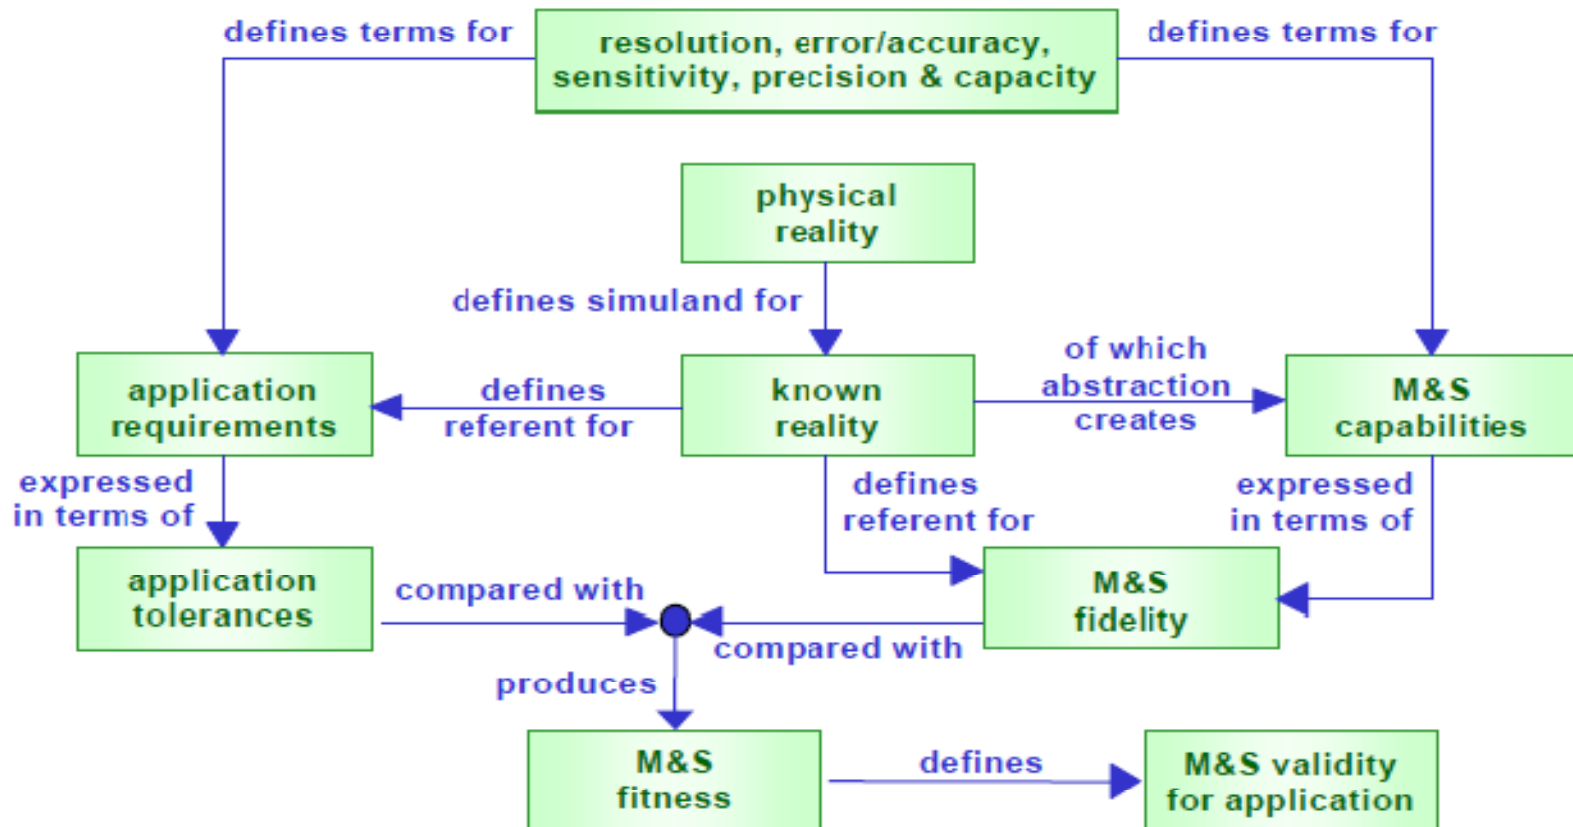 defines terms for
resolution, error/accuracy,
sensitivity, precision & capacity
defines terms for
physical
reality
defines simuland for
application
requirements
defines
referent for
known
reality
of which
abstraction
creates
M&S
capabilities
expressed
in terms of
defines
referent for
expressed
in terms of
application
tolerances
compared with
M&S
fidelity
compared with
produces
M&S
fitness
defines
M&S validity
for application